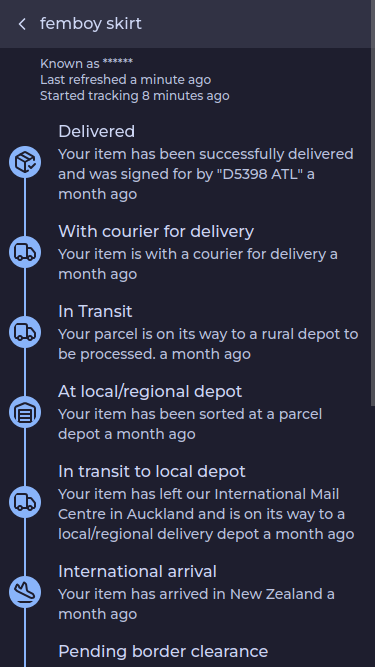 femboy skirt
Known as ******
Last refreshed a minute ago
Started tracking 8 minutes ago
Delivered
Your item has been successfully delivered
and was signed for by "D5398 ATL" a
month ago
With courier for delivery
Your item is with a courier for delivery a
month ago
In Transit
Your parcel is on its way to a rural depot to
be processed. a month ago
At local/regional depot
Your item has been sorted at a parcel
depot a month ago
In transit to local depot
Your item has left our International Mail
Centre in Auckland and is on its way to a
local/regional delivery depot a month ago
International arrival
Your item has arrived in New Zealand a
month ago
Pending border clearance